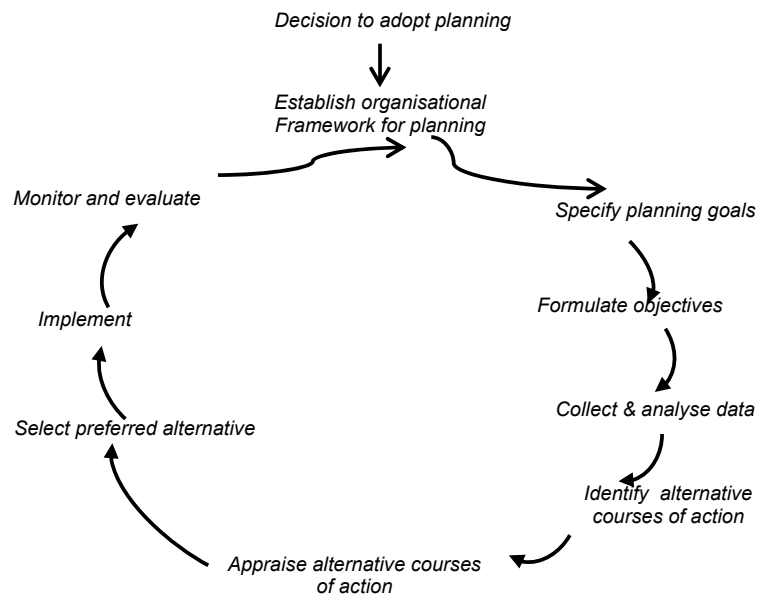 Decision to adopt planning
Establish organisational
Framework for planning
Specify planning goals
Formulate objectives
Collect & analyse data
Identify alternative
courses of action
Appraise alternative courses
of action
Select preferred alternative
Implement
Monitor and evaluate